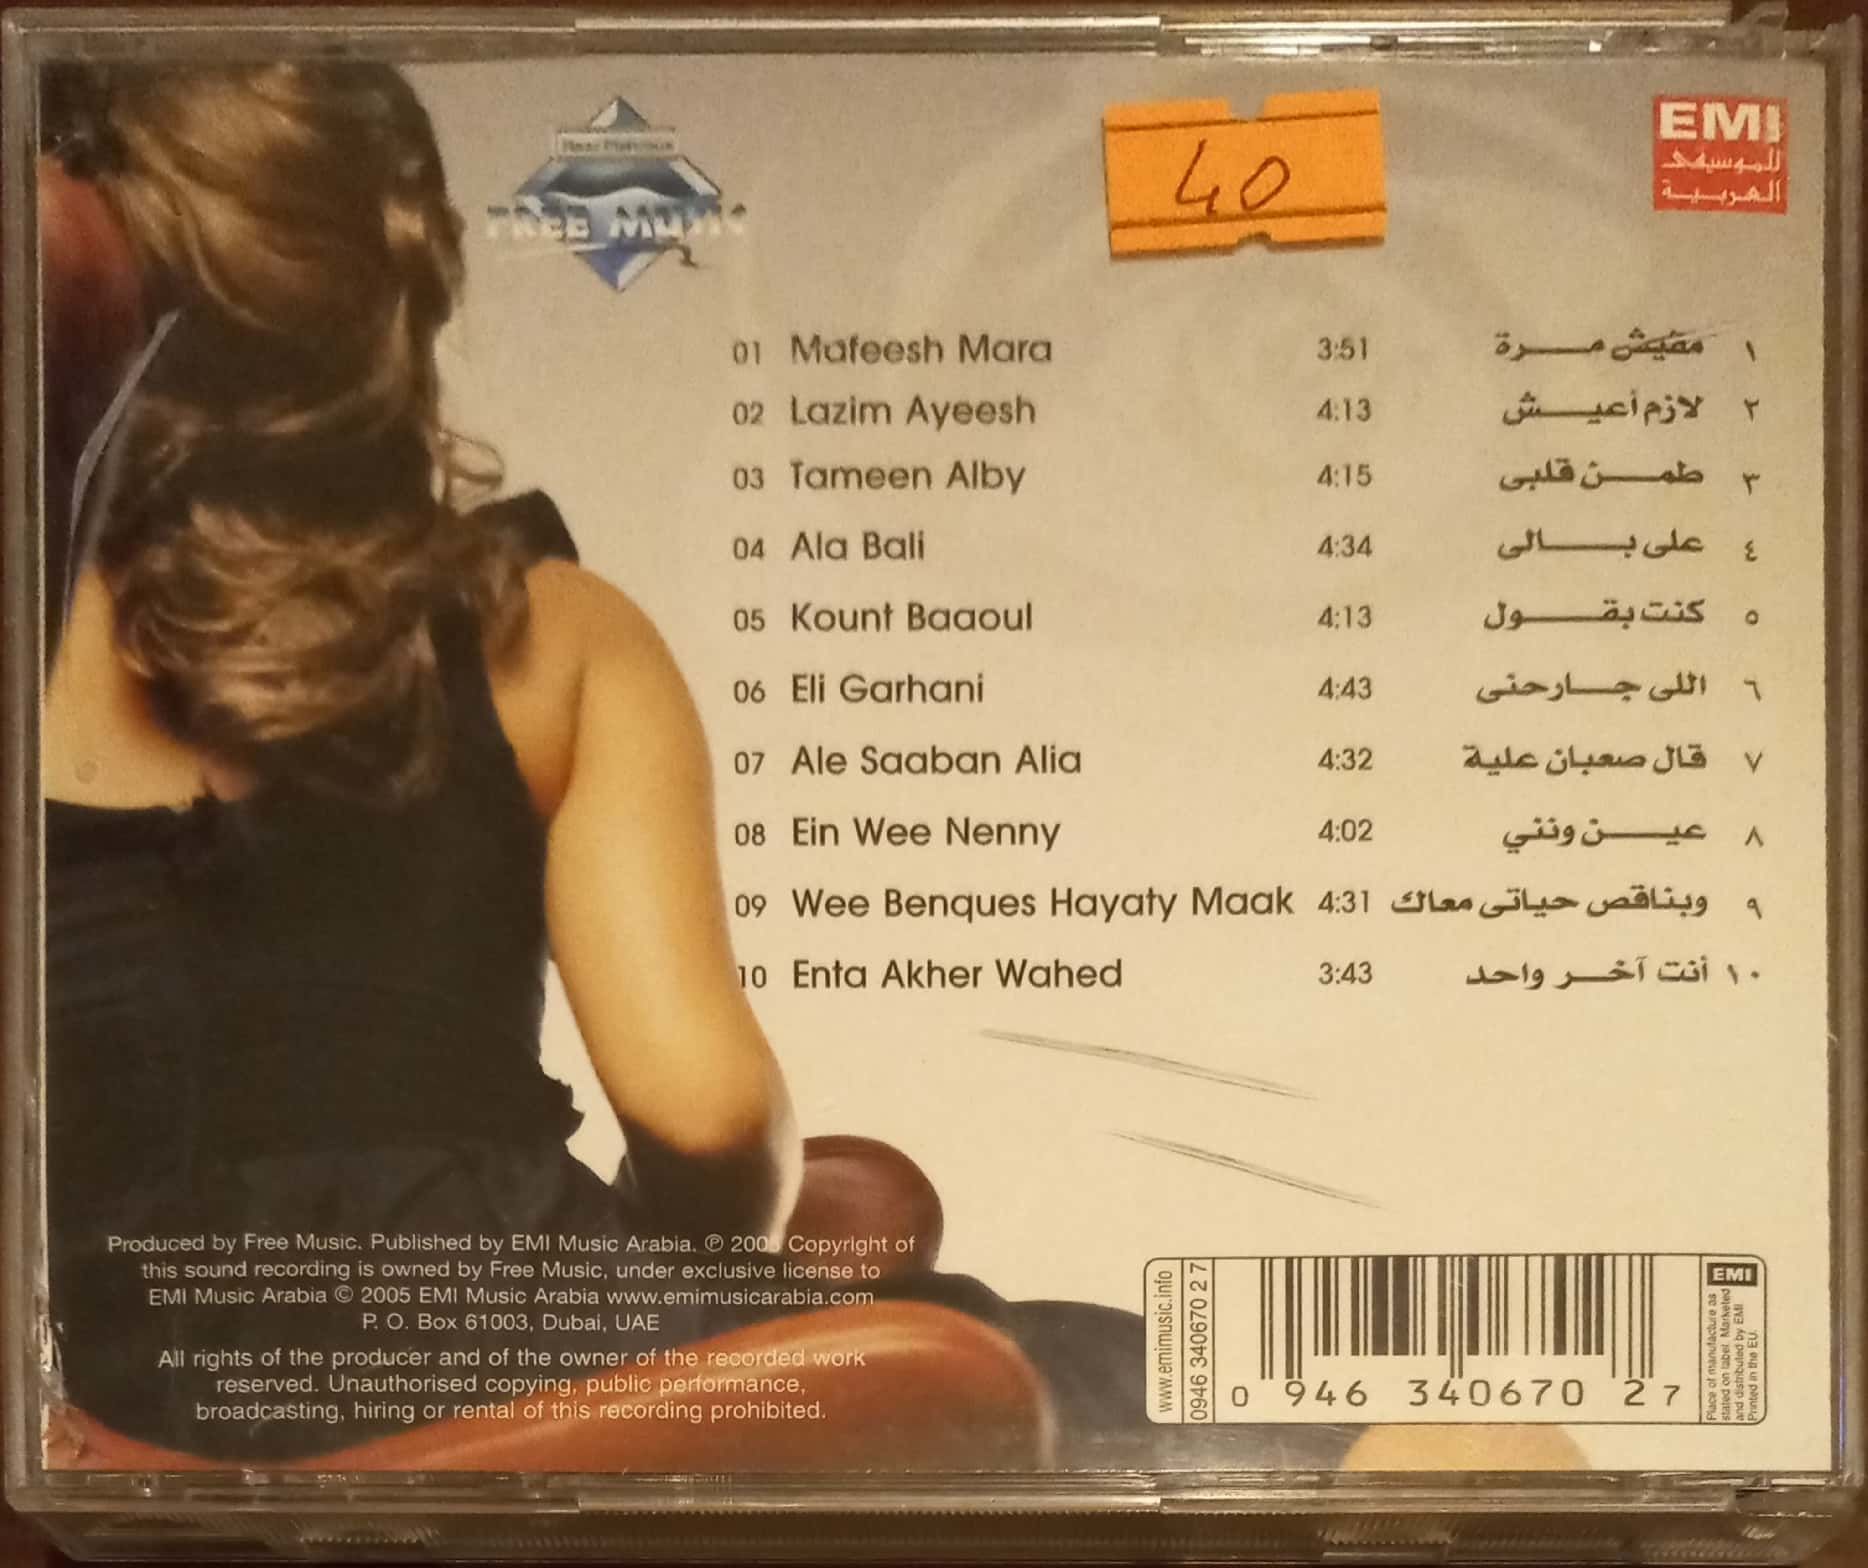 FREE MUSIC
40
EMI
للموسيقى
العربية
01 Mafeesh Mara 3:51 مفيش مرة ١
02 Lazim Ayeesh 4:13 لازم أعيش ٢
03 Tameen Alby 4:15 طمن قلبى ٣
04 Ala Bali 4:34 على بالى ٤
05 Kount Baaoul 4:13 كنت بقول ٥
06 Eli Garhani 4:43 اللى جارحنى ٦
07 Ale Saaban Alia 4:32 قال صعبان علية ٧
08 Ein Wee Nenny 4:02 عين ونني ٨
09 Wee Benques Hayaty Maak 4:31 وبناقص حياتى معاك ٩
10 Enta Akher Wahed 3:43 أنت آخر واحد ١٠
Produced by Free Music. Published by EMI Music Arabia. ℗ 2005 Copyright of
this sound recording is owned by Free Music, under exclusive license to
EMI Music Arabia © 2005 EMI Music Arabia www.emimusicarabia.com
P. O. Box 61003, Dubai, UAE
All rights of the producer and of the owner of the recorded work
reserved. Unauthorised copying, public performance,
broadcasting, hiring or rental of this recording prohibited.
www.emimusic.info
0946 340670 2 7
0 946 340670 27
EMI
Place of manufacture as
stated on label. Marketed
and distributed by EMI
Printed in the EU.